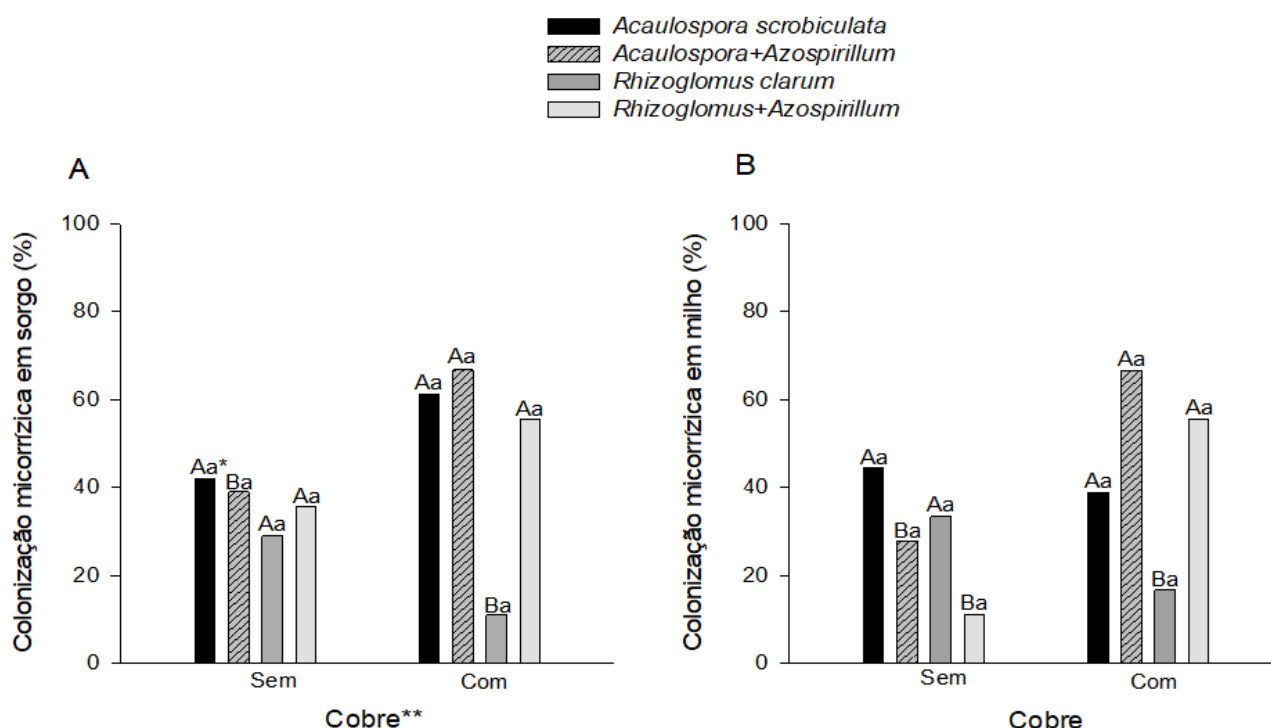 Acaulospora scrobiculata
Acaulospora+Azospirillum
Rhizoglomus clarum
Rhizoglomus+Azospirillum
A
Colonização micorrízica em sorgo (%)
100
80
60
40
20
0
Aa*
Ba
Aa
Aa
Aa
Aa
Ba
Aa
Sem
Com
Cobre**
B
Colonização micorrízica em milho (%)
100
80
60
40
20
0
Aa
Ba
Aa
Ba
Aa
Aa
Ba
Aa
Sem
Com
Cobre